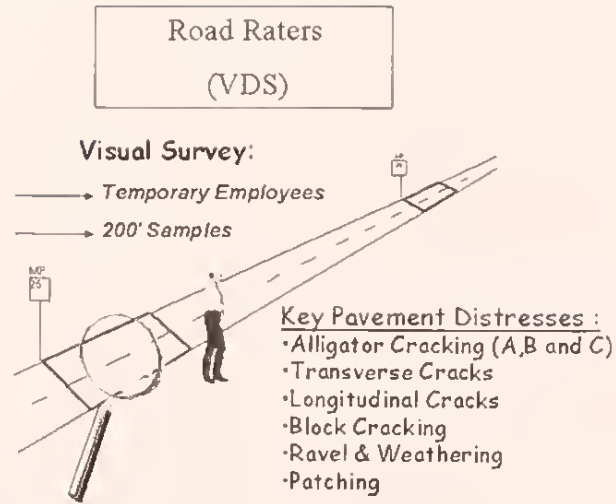 Road Raters
(VDS)
Visual Survey:
Temporary Employees
200' Samples
MP
25
Key Pavement Distresses :
•Alligator Cracking (A,B and C)
•Transverse Cracks
•Longitudinal Cracks
•Block Cracking
•Ravel & Weathering
•Patching